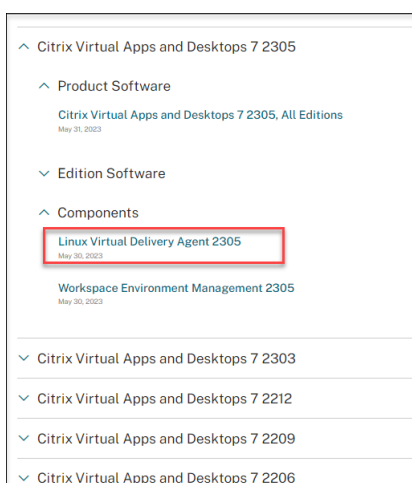 Citrix Virtual Apps and Desktops 7 2305
Product Software
Citrix Virtual Apps and Desktops 7 2305, All Editions
May 31, 2023
Edition Software
Components
Linux Virtual Delivery Agent 2305
May 30, 2023
Workspace Environment Management 2305
May 30, 2023
Citrix Virtual Apps and Desktops 7 2303
Citrix Virtual Apps and Desktops 7 2212
Citrix Virtual Apps and Desktops 7 2209
Citrix Virtual Apps and Desktops 7 2206